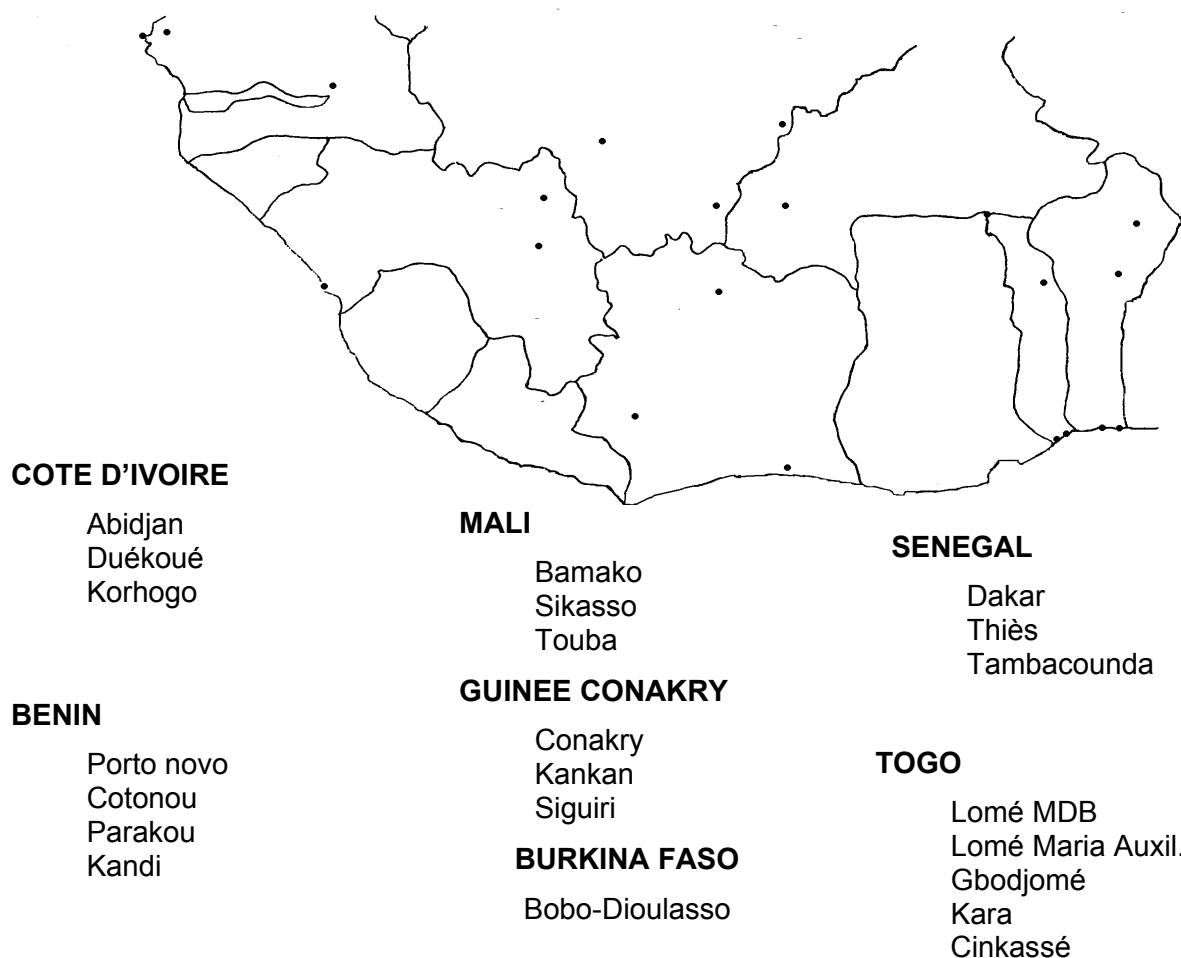 COTE D'IVOIRE
Abidjan
Duékoué
Korhogo
BENIN
Porto novo
Cotonou
Parakou
Kandi
MALI
Bamako
Sikasso
Touba
GUINEE CONAKRY
Conakry
Kankan
Siguiri
BURKINA FASO
Bobo-Dioulasso
SENEGAL
Dakar
Thiès
Tambacounda
TOGO
Lomé MDB
Lomé Maria Auxil.
Gbodjomé
Kara
Cinkassé